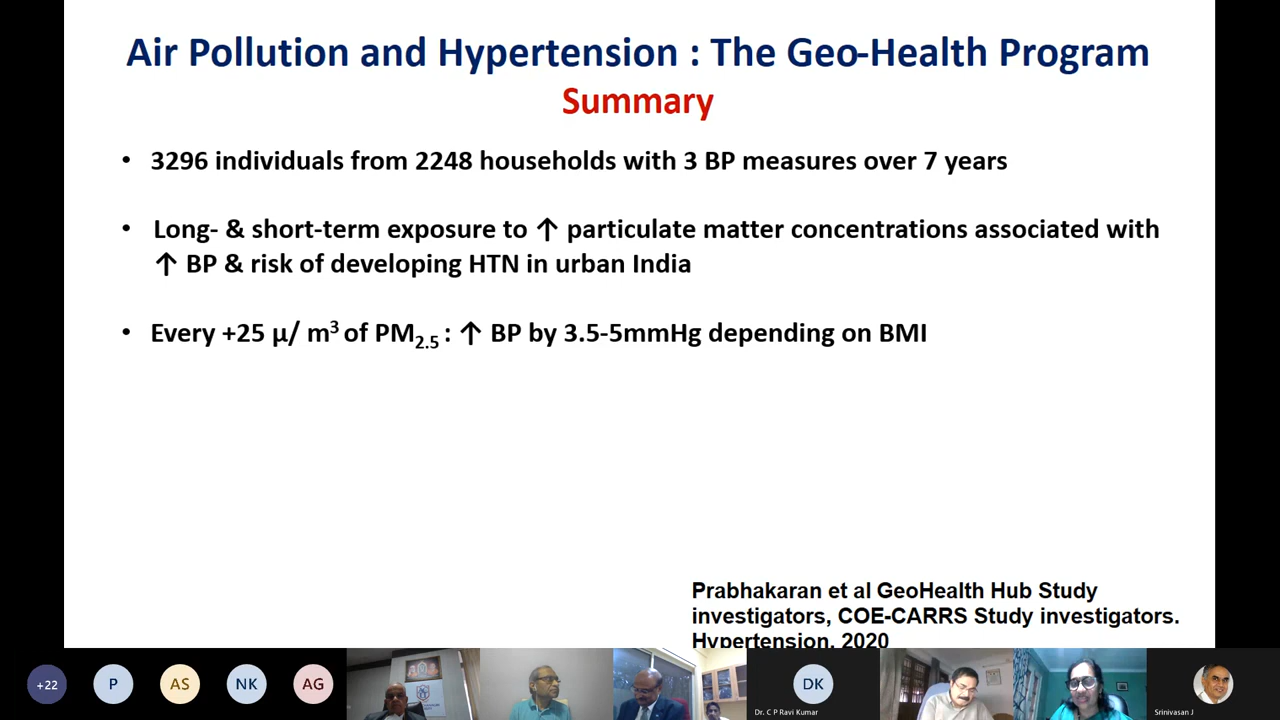 Air Pollution and Hypertension : The Geo-Health Program
Summary
• 3296 individuals from 2248 households with 3 BP measures over 7 years
• Long- & short-term exposure to ↑ particulate matter concentrations associated with
↑ BP & risk of developing HTN in urban India
• Every +25 µ/ m³ of PM₂.₅ : ↑ BP by 3.5-5mmHg depending on BMI
Prabhakaran et al GeoHealth Hub Study
investigators, COE-CARRS Study investigators.
Hypertension, 2020
+22
P
AS
NK
AG
DK
Dr. C P Ravi Kumar
Srinivasan J